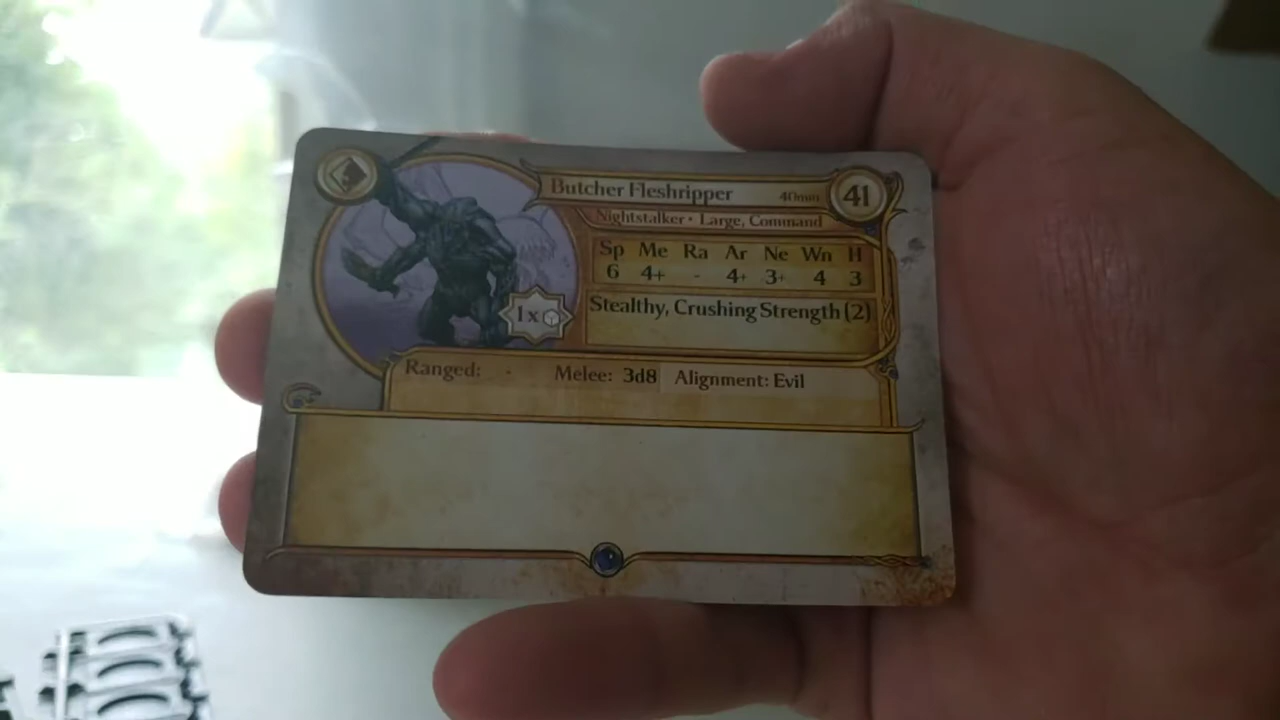 Butcher Fleshripper 40mm 41
Nightstalker • Large, Command
Sp Me Ra Ar Ne Wn H
6 4+ - 4+ 3+ 4 3
Stealthy, Crushing Strength (2)
1x
Ranged: - Melee: 3d8 Alignment: Evil